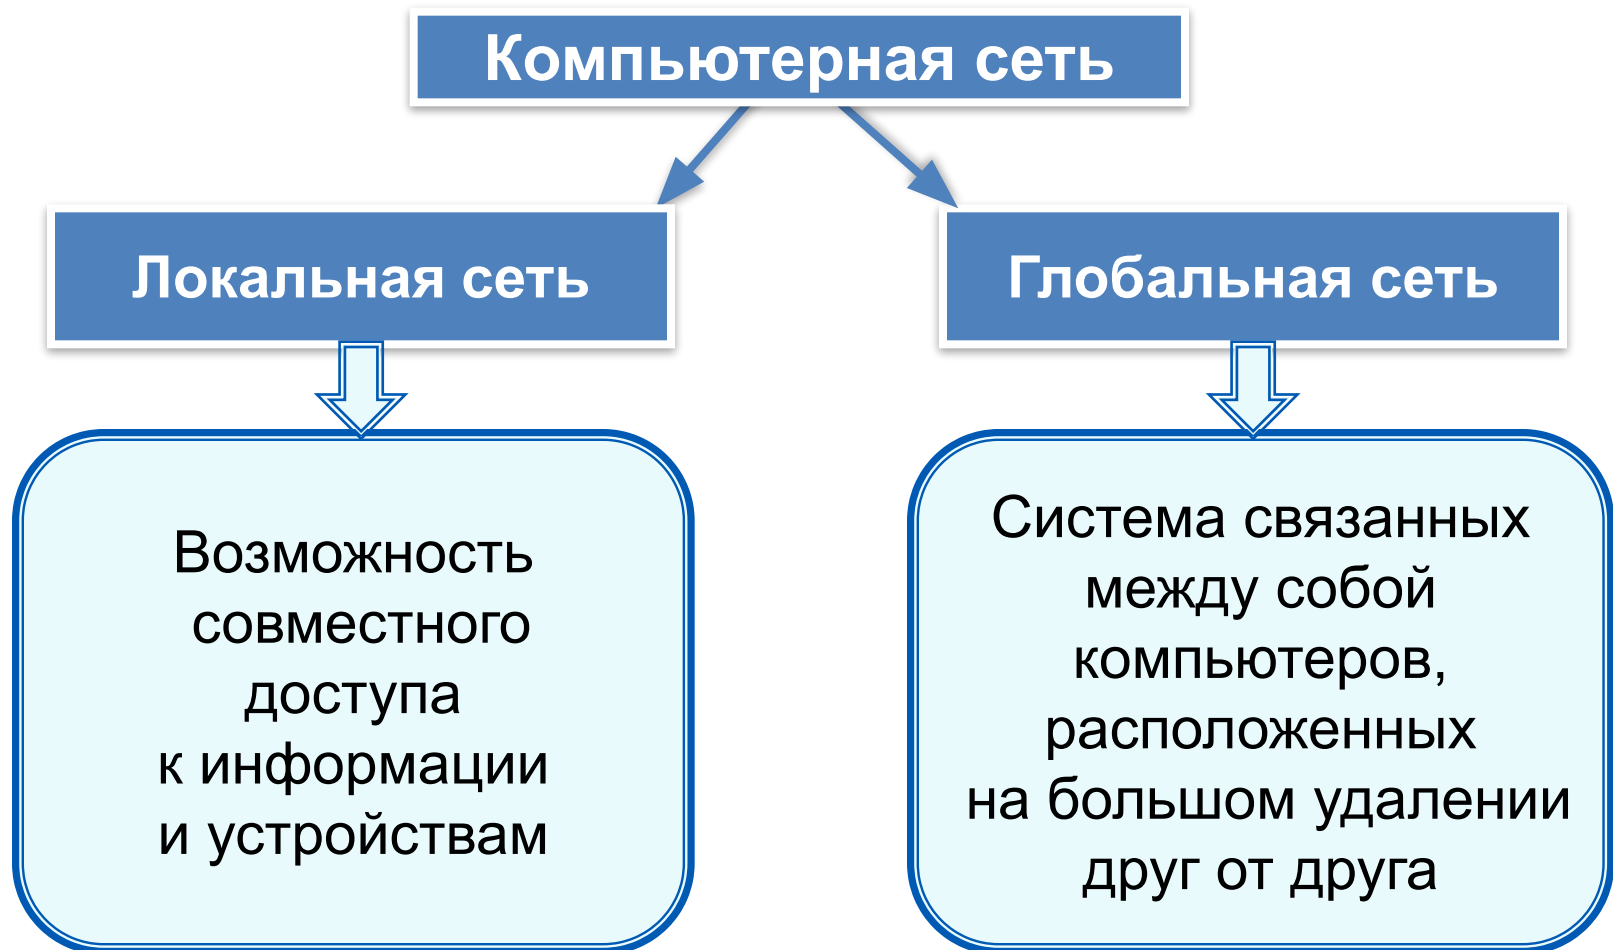 Компьютерная сеть
Локальная сеть
Глобальная сеть
Возможность
совместного
доступа
к информации
и устройствам
Система связанных
между собой
компьютеров,
расположенных
на большом удалении
друг от друга